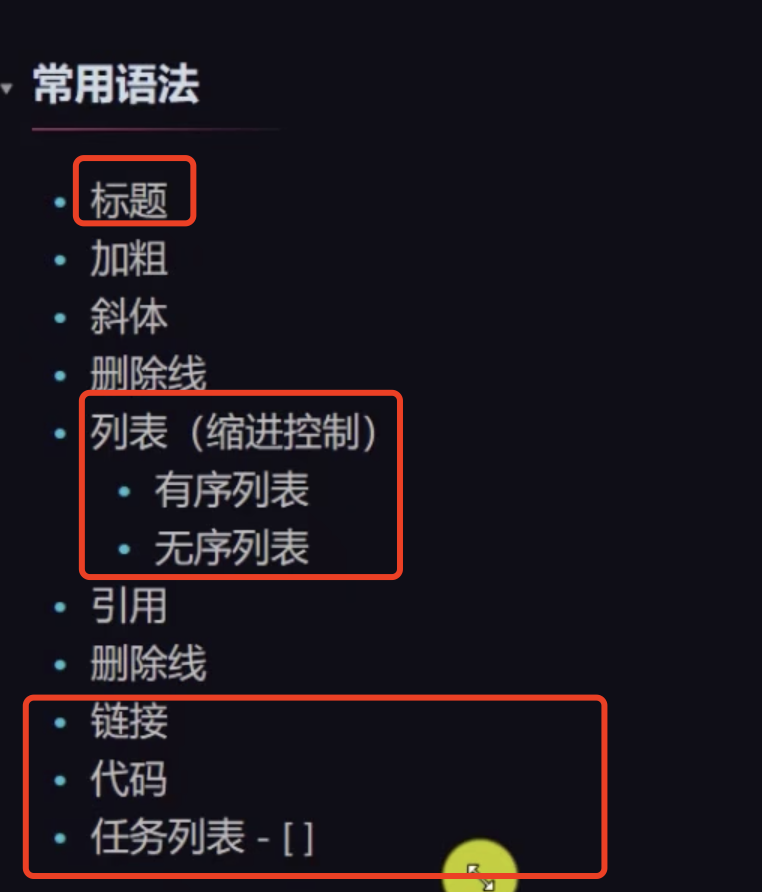 常用语法
标题
加粗
斜体
删除线
列表（缩进控制）
有序列表
无序列表
引用
删除线
链接
代码
任务列表 - [ ]